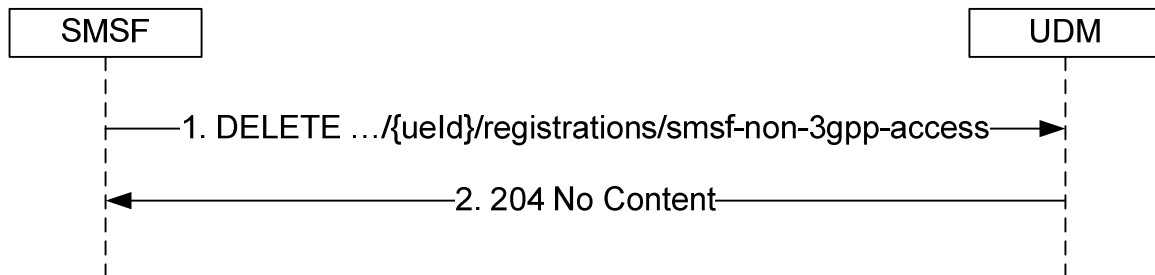 SMSF
UDM
1. DELETE …/{ueId}/registrations/smsf-non-3gpp-access
2. 204 No Content